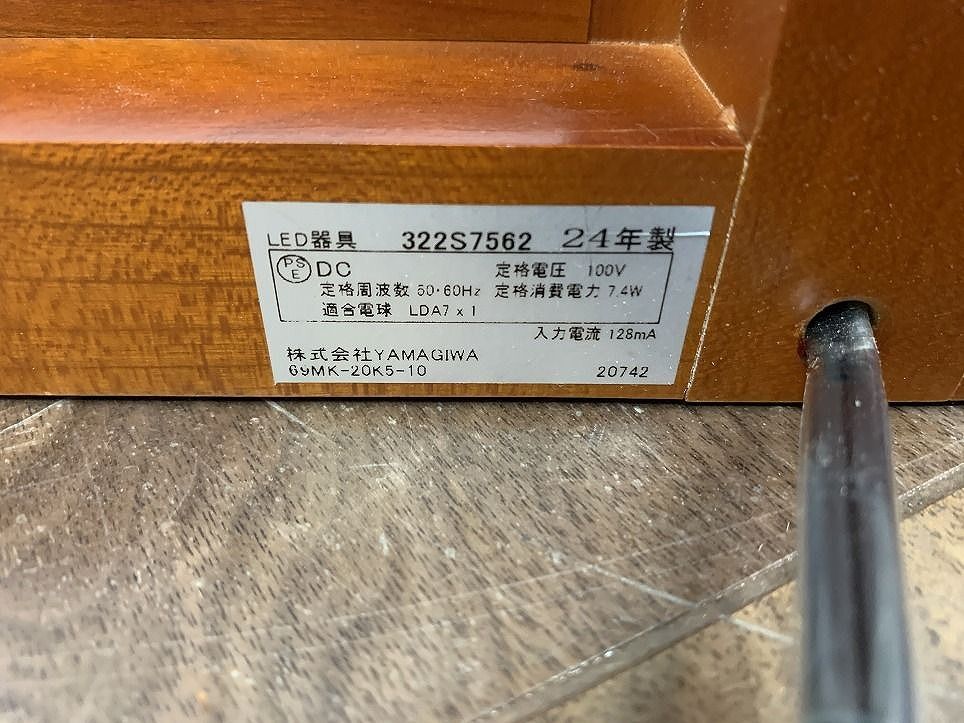 LED器具 322S7562 24年製
PSE DC 定格電圧 100V
定格周波数 50・60Hz 定格消費電力 7.4W
適合電球 LDA7 x 1
入力電流 128mA
株式会社YAMAGIWA
69MK-20K5-10 20742